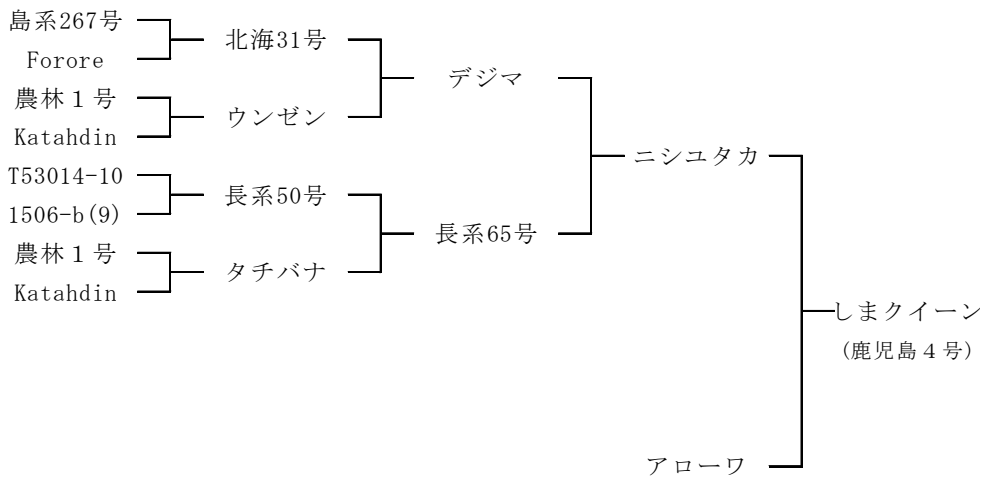 島系267号
北海31号
Forore
デジマ
農林１号
ウンゼン
Katahdin
ニシユタカ
T53014-10
長系50号
1506-b(9)
長系65号
農林１号
タチバナ
Katahdin
しまクイーン
(鹿児島４号)
アローワ